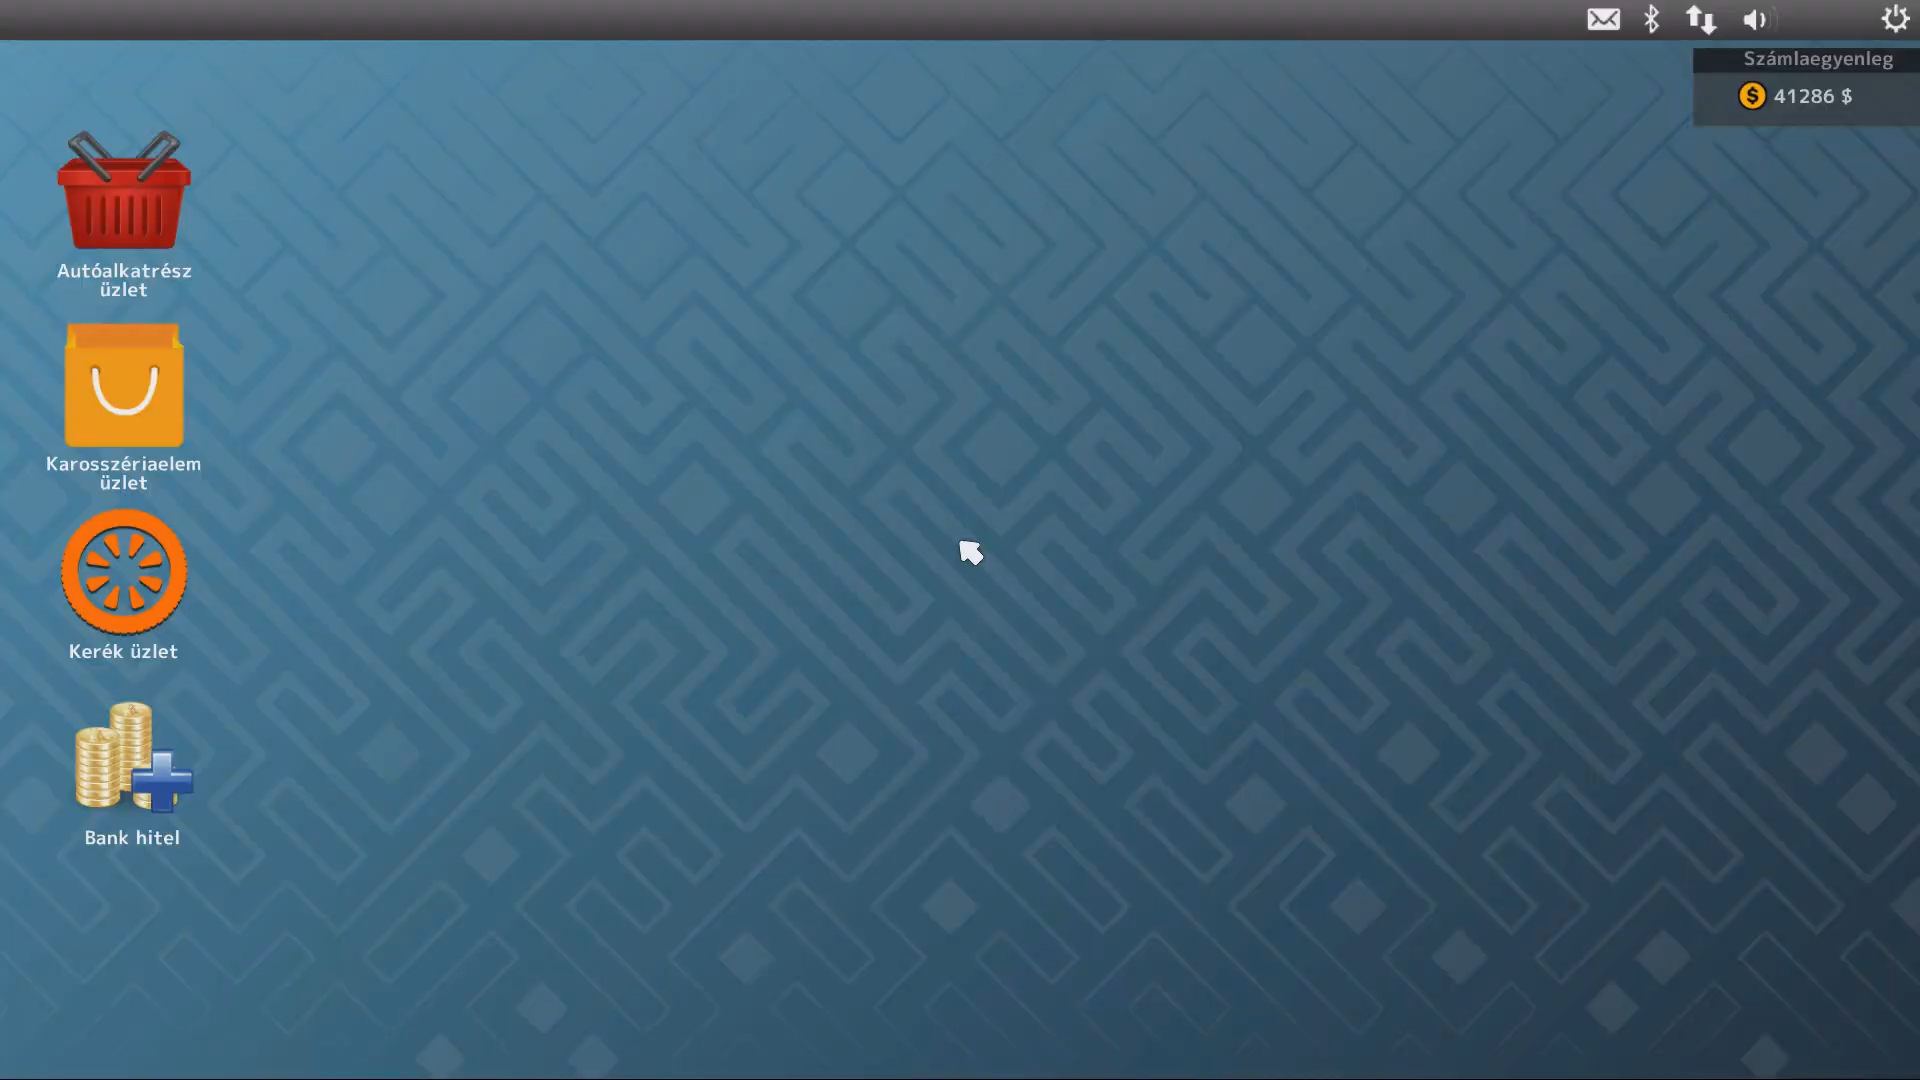 Számlaegyenleg
41286 $
Autóalkatrész
üzlet
Karosszériaelem
üzlet
Kerék üzlet
Bank hitel